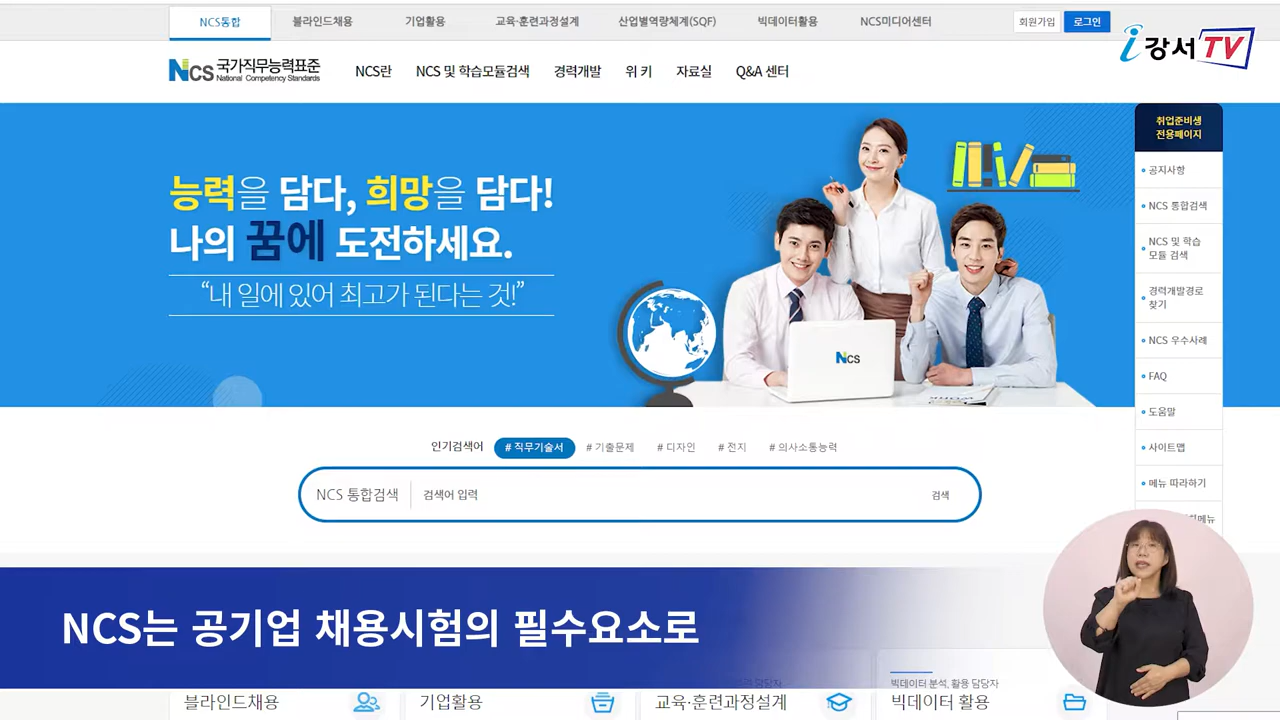 NCS통합
블라인드채용
기업활용
교육·훈련과정설계
산업별역량체계(SQF)
빅데이터활용
NCS미디어센터
회원가입
로그인
i강서TV
NCS 국가직무능력표준
National Competency Standards
NCS란
NCS 및 학습모듈검색
경력개발
위 키
자료실
Q&A 센터
능력을 담다, 희망을 담다!
나의 꿈에 도전하세요.
“내 일에 있어 최고가 된다는 것!”
NCS
취업준비생
전용페이지
공지사항
NCS 통합검색
NCS 및 학습
모듈 검색
경력개발경로
찾기
NCS 우수사례
FAQ
도움말
사이트맵
메뉴 따라하기
인기검색어
# 직무기술서
# 기출문제
# 디자인
# 전지
# 의사소통능력
NCS 통합검색
검색어 입력
검색
NCS는 공기업 채용시험의 필수요소로
블라인드채용
기업활용
교육·훈련과정설계
빅데이터 분석, 활용 담당자
빅데이터 활용